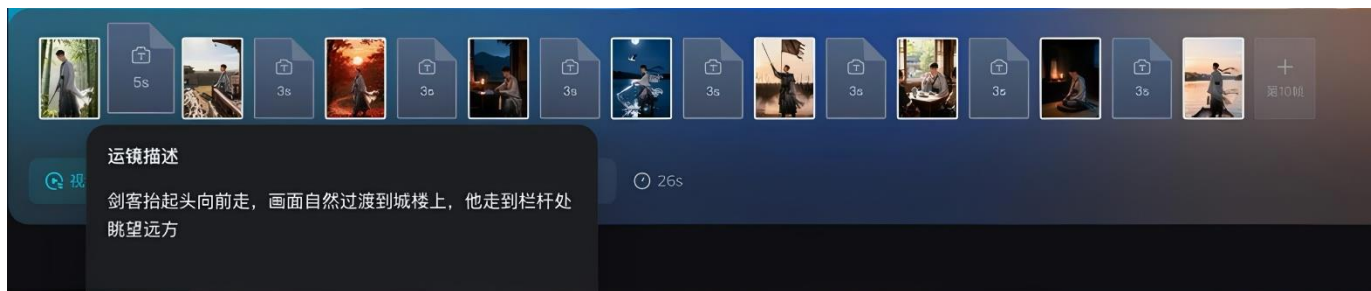 5s
3s
3s
3s
3s
3s
3s
3s
第10帧
运镜描述
视
26s
剑客抬起头向前走，画面自然过渡到城楼上，他走到栏杆处
眺望远方